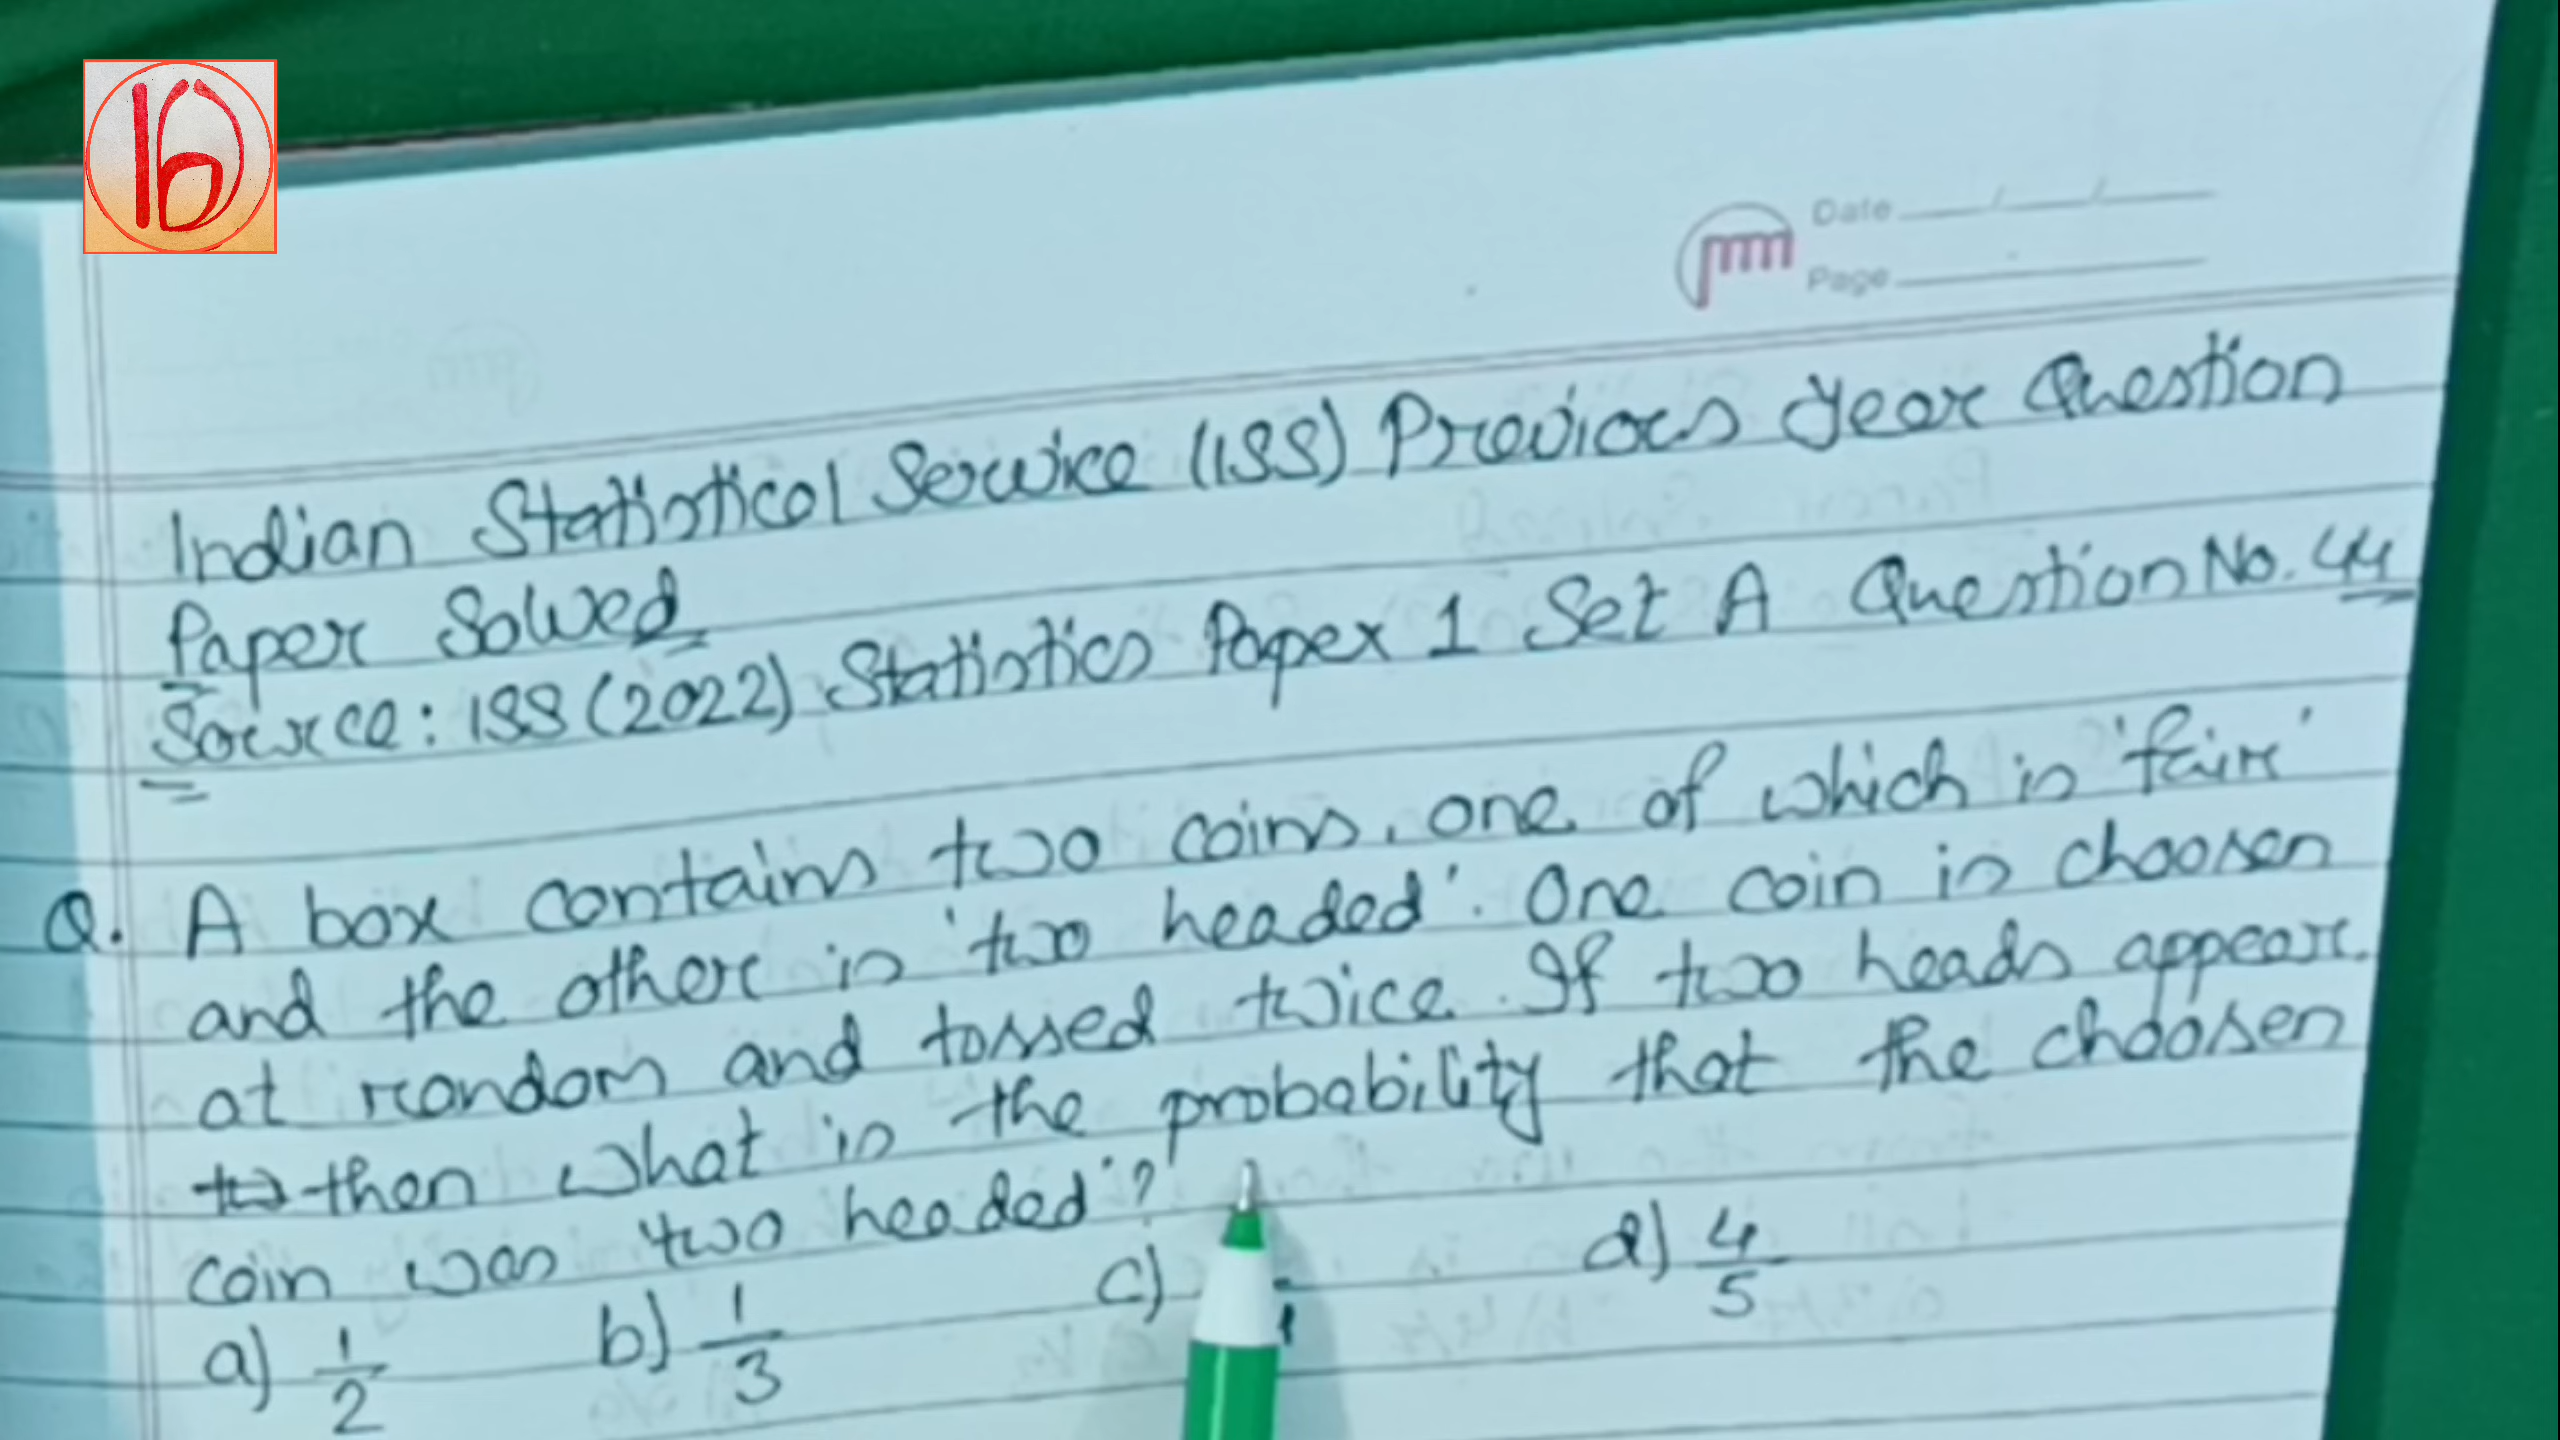 Date / /
Page
Indian Statistical Service (ISS) Previous year Question
Paper Solved
Source: ISS (2022) Statistics Paper 1 Set A Question No. 44
Q. A box contains two coins, one of which is 'fair'
and the other is 'two headed'. One coin is choosen
at random and tossed twice. If two heads appear.
then what is the probability that the choosen
coin was 'two headed'?
a) 1/2 b) 1/3 c) d) 4/5